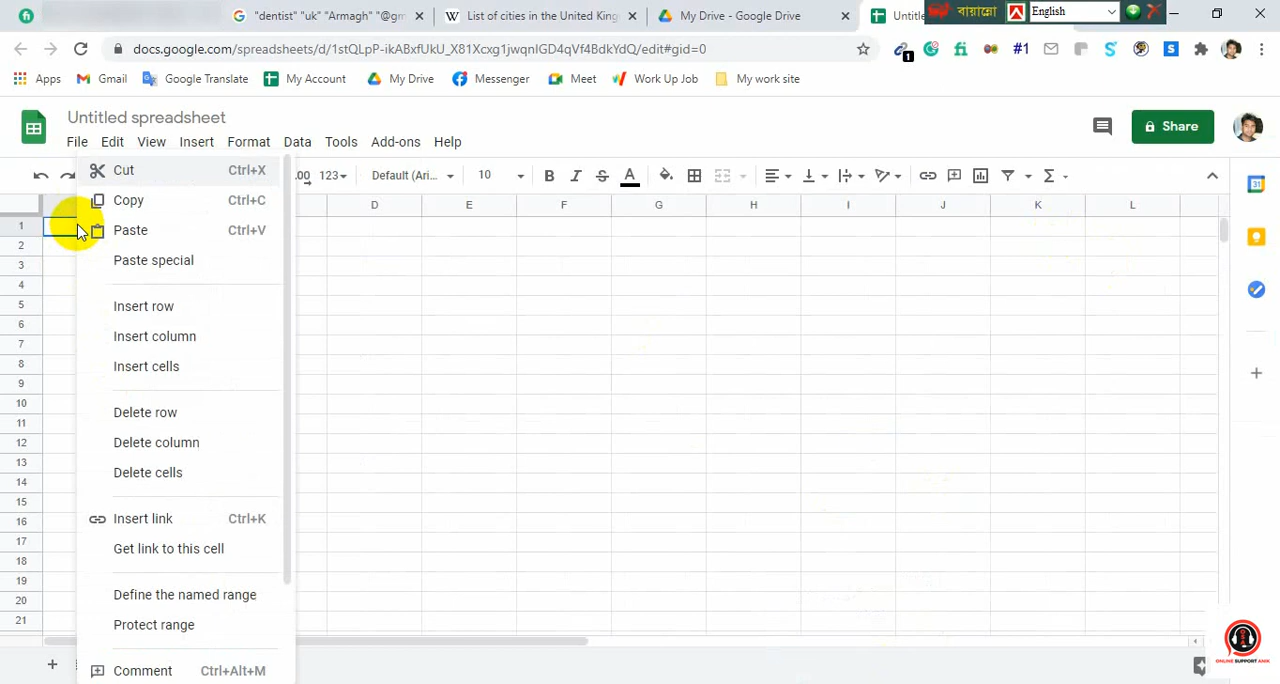 "dentist" "uk" "Armagh" "@gm
List of cities in the United King
My Drive - Google Drive
Untitle
বায়ান্নো
English
docs.google.com/spreadsheets/d/1stQLpP-ikABxfUkU_X81Xcxg1jwqnIGD4qVf4BdkYdQ/edit#gid=0
1
#1
Apps
Gmail
Google Translate
My Account
My Drive
Messenger
Meet
Work Up Job
My work site
Untitled spreadsheet
File Edit View Insert Format Data Tools Add-ons Help
Share
.00 123 Default (Ari... 10 B I S A Σ
D E F G H I J K L
Cut Ctrl+X
Copy Ctrl+C
Paste Ctrl+V
Paste special
Insert row
Insert column
Insert cells
Delete row
Delete column
Delete cells
Insert link Ctrl+K
Get link to this cell
Define the named range
Protect range
Comment Ctrl+Alt+M
1
2
3
4
5
6
7
8
9
10
11
12
13
14
15
16
17
18
19
20
21
31
ONLINE SUPPORT ANIK